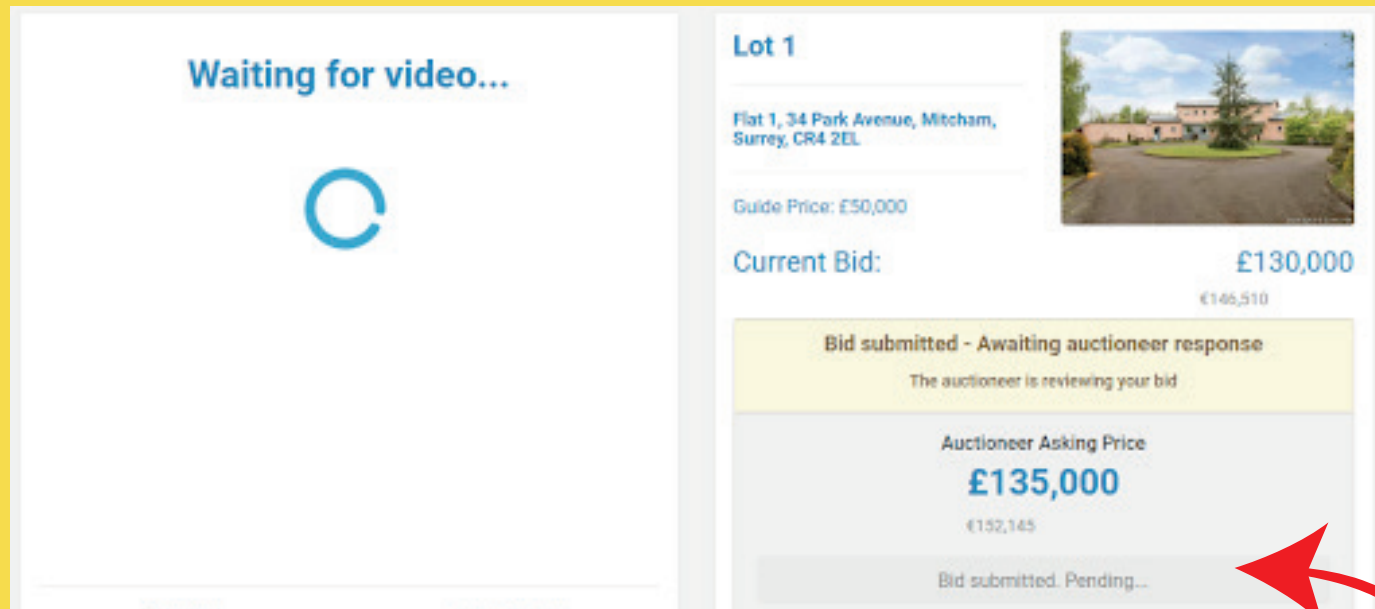 Waiting for video...
Lot 1
Flat 1, 34 Park Avenue, Mitcham,
Surrey, CR4 2EL
Guide Price: £50,000
Current Bid:
£130,000
€146,510
Bid submitted - Awaiting auctioneer response
The auctioneer is reviewing your bid
Auctioneer Asking Price
£135,000
€152,145
Bid submitted. Pending...